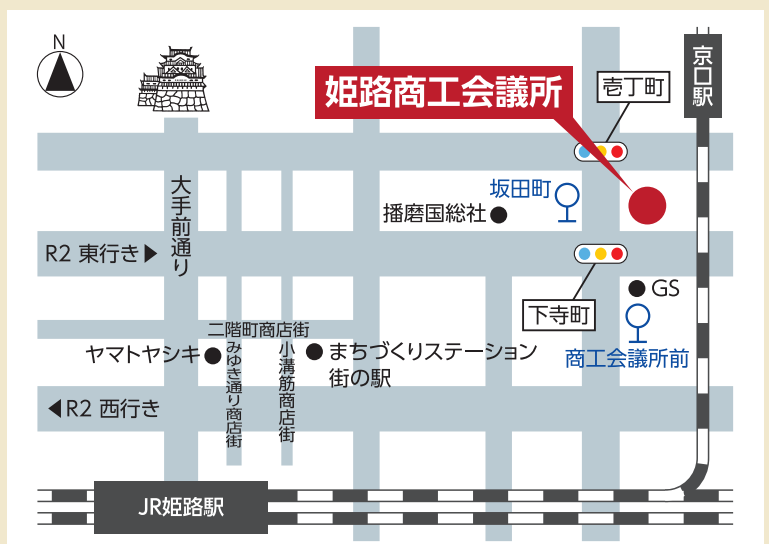 N
京口駅
姫路商工会議所
壱丁町
大手前通り
坂田町
播磨国総社
R2 東行き
GS
下寺町
商工会議所前
二階町商店街
ヤマトヤシキ
みゆき通り商店街
小溝筋商店街
まちづくりステーション
街の駅
R2 西行き
JR姫路駅